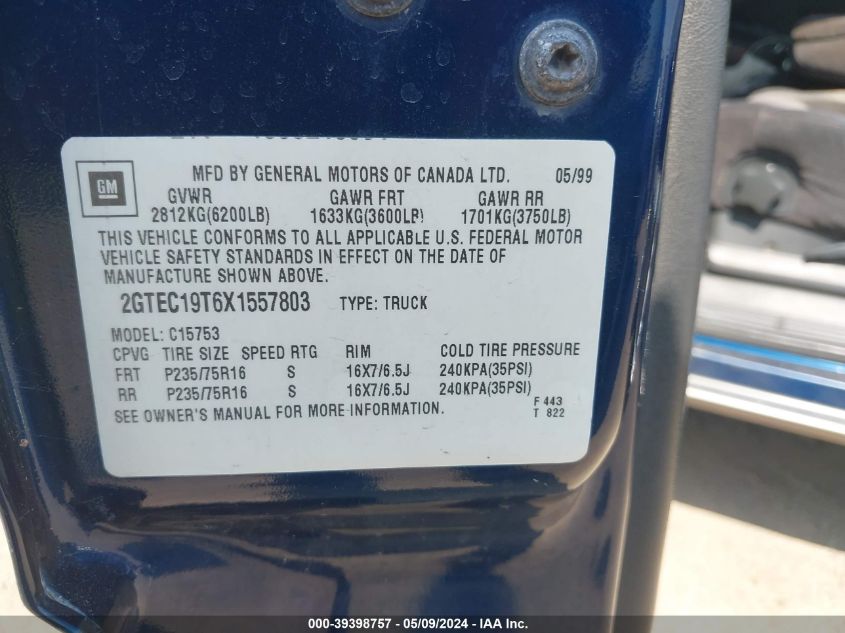 GM
MFD BY GENERAL MOTORS OF CANADA LTD. 05/99
GVWR GAWR FRT GAWR RR
2812KG(6200LB) 1633KG(3600LB) 1701KG(3750LB)
THIS VEHICLE CONFORMS TO ALL APPLICABLE U.S. FEDERAL MOTOR
VEHICLE SAFETY STANDARDS IN EFFECT ON THE DATE OF
MANUFACTURE SHOWN ABOVE.
2GTEC19T6X1557803 TYPE: TRUCK
MODEL: C15753
CPVG TIRE SIZE SPEED RTG RIM COLD TIRE PRESSURE
FRT P235/75R16 S 16X7/6.5J 240KPA(35PSI)
RR P235/75R16 S 16X7/6.5J 240KPA(35PSI)
SEE OWNER'S MANUAL FOR MORE INFORMATION.
F 443
T 822
000-39398757 - 05/09/2024 - IAAI.com